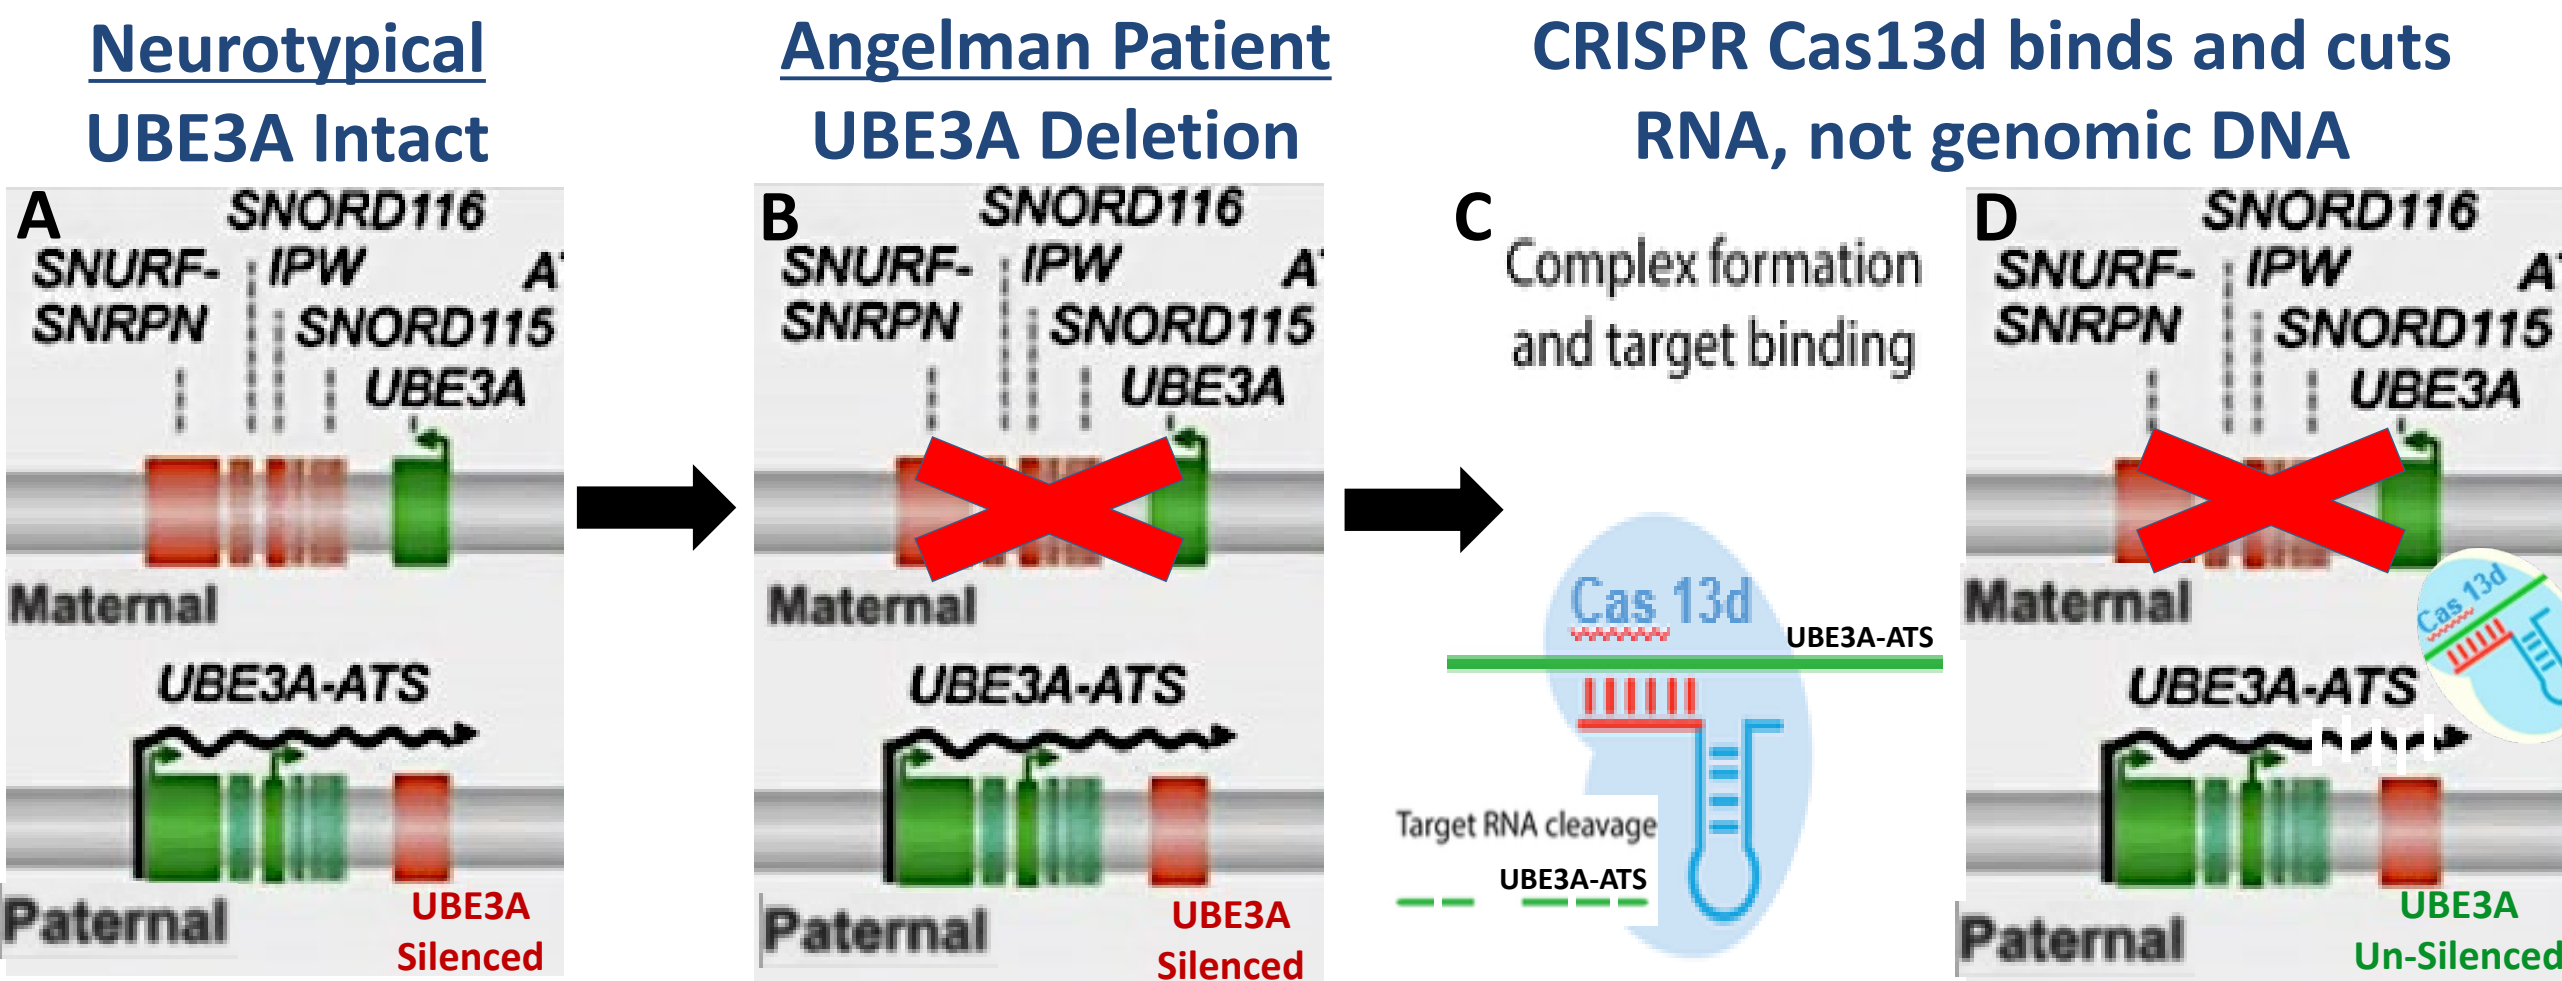 Neurotypical
UBE3A Intact
Angelman Patient
UBE3A Deletion
CRISPR Cas13d binds and cuts
RNA, not genomic DNA
A
SNORD116
SNURF-
IPW
A
SNRPN
SNORD115
UBE3A
Maternal
UBE3A-ATS
Paternal
UBE3A
Silenced
B
SNORD116
SNURF-
IPW
A
SNRPN
SNORD115
UBE3A
Maternal
UBE3A-ATS
Paternal
UBE3A
Silenced
C
Complex formation
and target binding
Cas 13d
UBE3A-ATS
Target RNA cleavage
UBE3A-ATS
D
SNORD116
SNURF-
IPW
A
SNRPN
SNORD115
UBE3A
Maternal
Cas 13d
UBE3A-ATS
Paternal
UBE3A
Un-Silenced